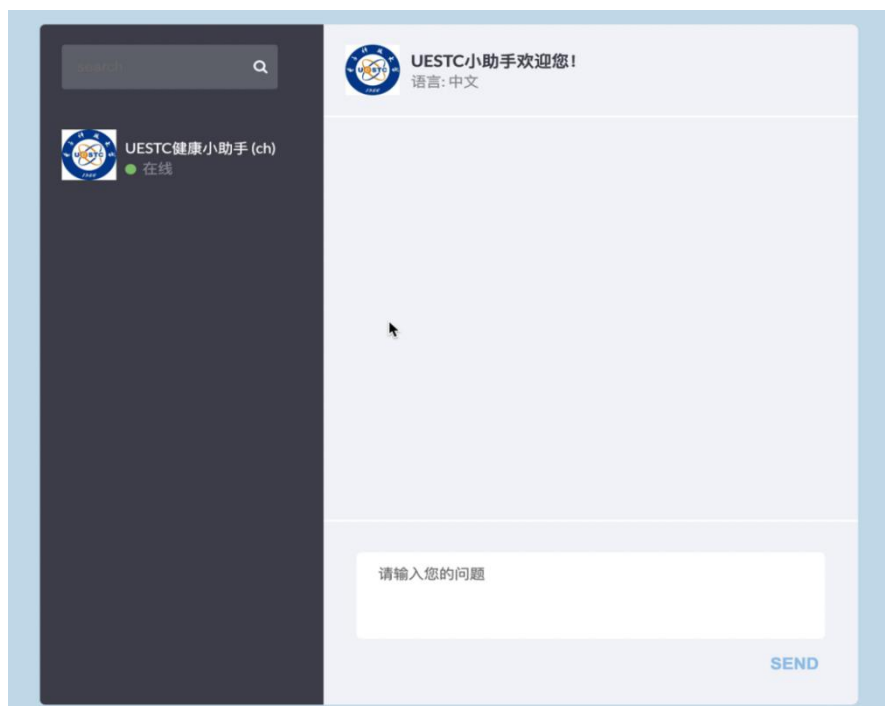 search
UESTC健康小助手 (ch)
在线
UESTC小助手欢迎您!
语言: 中文
请输入您的问题
SEND